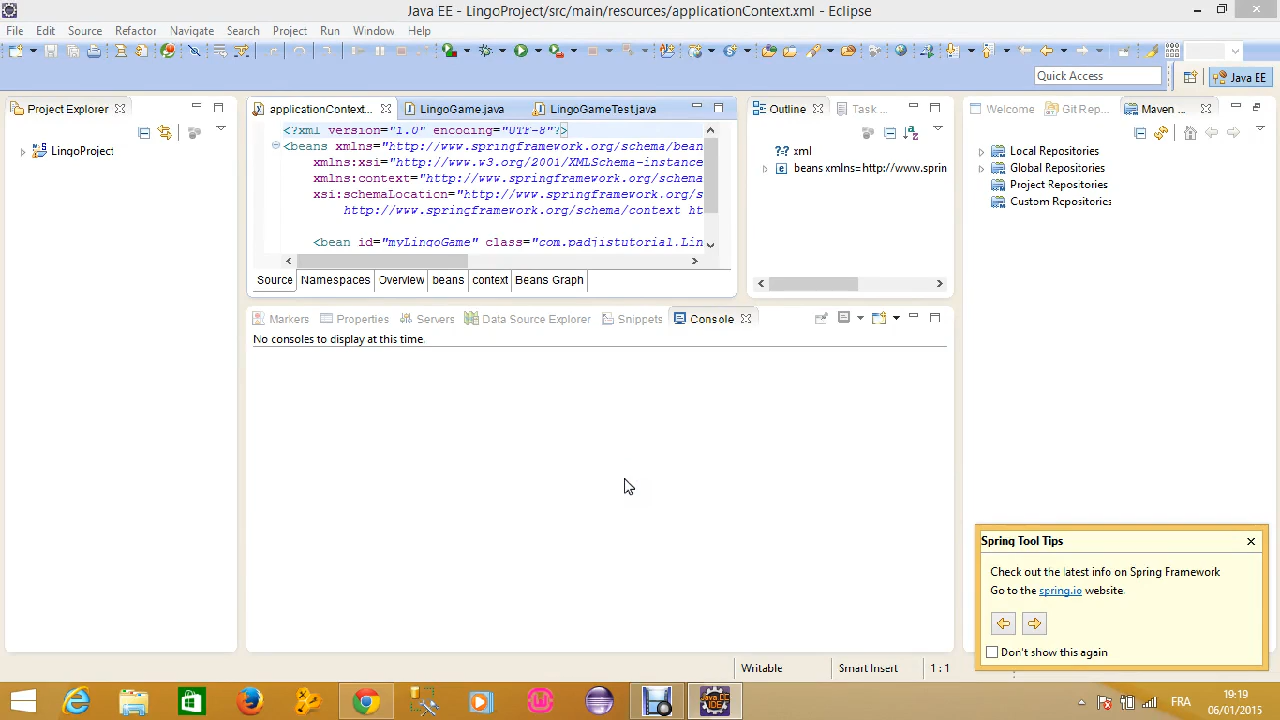 Java EE - LingoProject/src/main/resources/applicationContext.xml - Eclipse
File Edit Source Refactor Navigate Search Project Run Window Help
Quick Access
Java EE
Project Explorer
LingoProject
applicationContext...
LingoGame.java
LingoGameTest.java
<?xml version="1.0" encoding="UTF-8"?>
<beans xmlns="http://www.springframework.org/schema/bean
xmlns:xsi="http://www.w3.org/2001/XMLSchema-instance
xmlns:context="http://www.springframework.org/schema
xsi:schemaLocation="http://www.springframework.org/s
http://www.springframework.org/schema/context ht
<bean id="myLingoGame" class="com.padjistutorial.Lin
Source Namespaces Overview beans context Beans Graph
Outline
Task ...
xml
beans xmlns=http://www.sprin
Welcome
Git Rep...
Maven
Local Repositories
Global Repositories
Project Repositories
Custom Repositories
Markers Properties Servers Data Source Explorer Snippets Console
No consoles to display at this time.
Spring Tool Tips
Check out the latest info on Spring Framework
Go to the spring.io website.
Don't show this again
Writable
Smart Insert
1 : 1
Java EE
IDE
FRA
19:19
06/01/2015